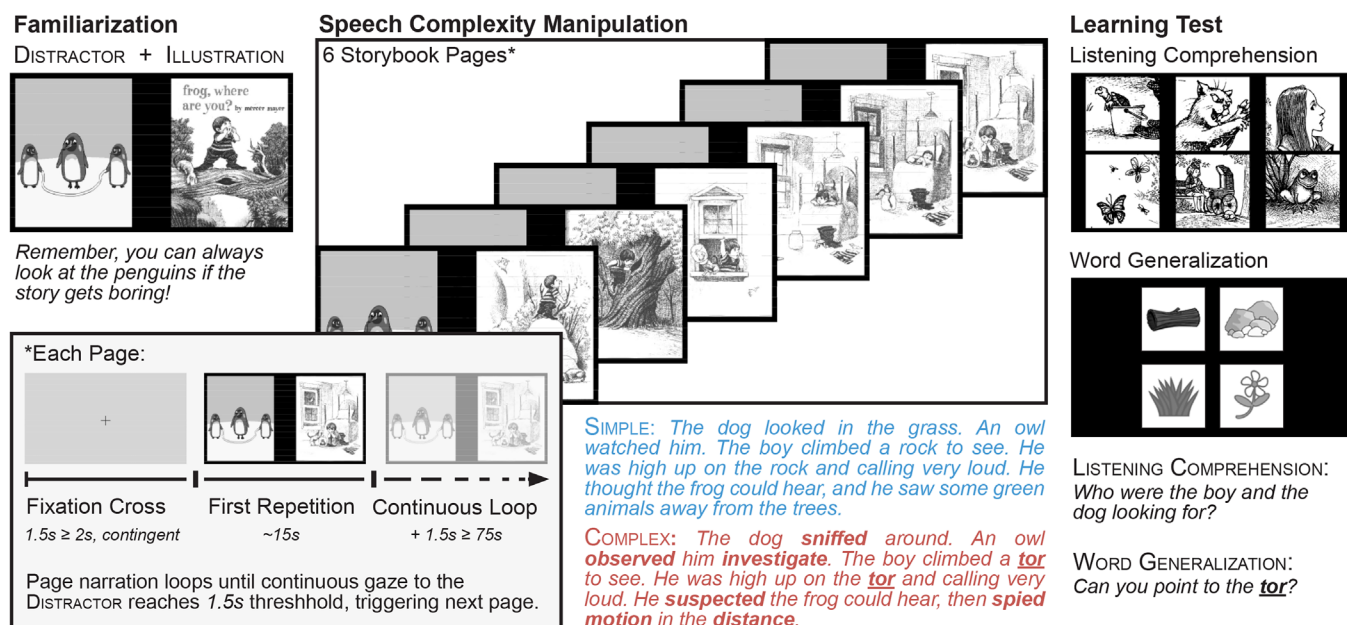 Familiarization
DISTRACTOR + ILLUSTRATION
frog, where
are you? by mercer mayer
Remember, you can always
look at the penguins if the
story gets boring!
Speech Complexity Manipulation
6 Storybook Pages*
*Each Page:
Fixation Cross
1.5s ≥ 2s, contingent
First Repetition
~15s
Continuous Loop
+ 1.5s ≥ 75s
Page narration loops until continuous gaze to the
DISTRACTOR reaches 1.5s threshhold, triggering next page.
SIMPLE: The dog looked in the grass. An owl
watched him. The boy climbed a rock to see. He
was high up on the rock and calling very loud. He
thought the frog could hear, and he saw some green
animals away from the trees.
COMPLEX: The dog sniffed around. An owl
observed him investigate. The boy climbed a tor
to see. He was high up on the tor and calling very
loud. He suspected the frog could hear, then spied
motion in the distance.
Learning Test
Listening Comprehension
Word Generalization
LISTENING COMPREHENSION:
Who were the boy and the
dog looking for?
WORD GENERALIZATION:
Can you point to the tor?